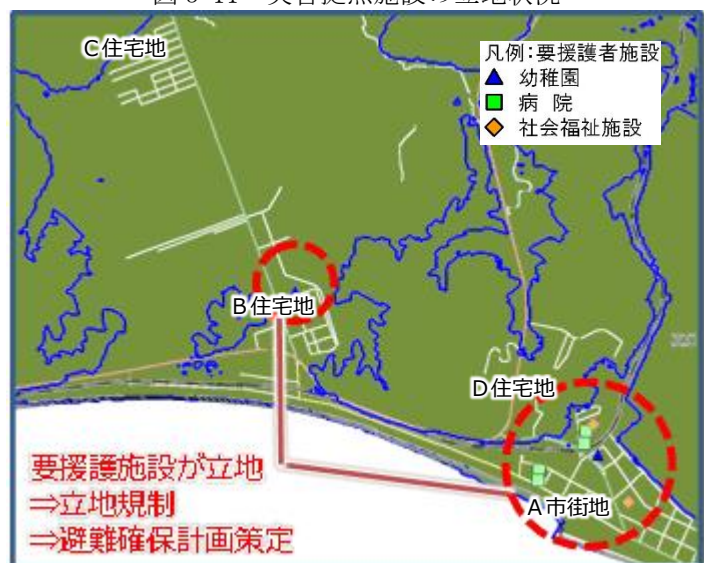 C住宅地
凡例:要援護者施設
幼稚園
病 院
社会福祉施設
B住宅地
D住宅地
A市街地
要援護施設が立地
⇒立地規制
⇒避難確保計画策定